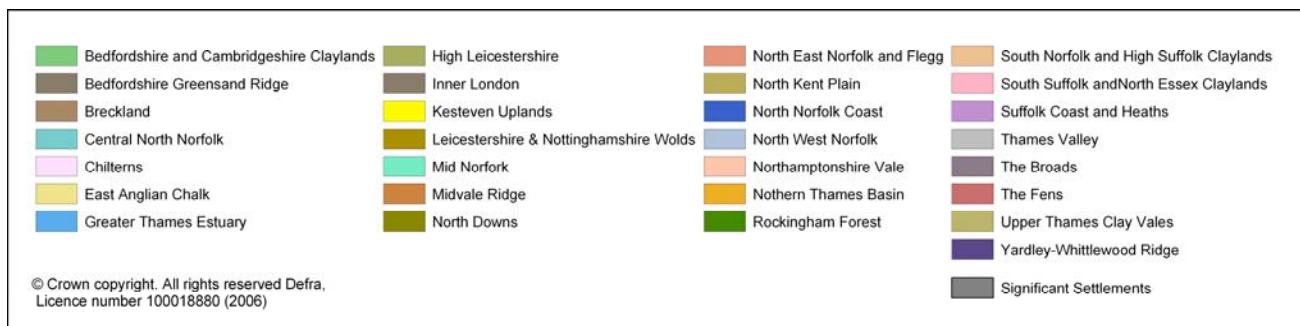 Bedfordshire and Cambridgeshire Claylands
Bedfordshire Greensand Ridge
Breckland
Central North Norfolk
Chilterns
East Anglian Chalk
Greater Thames Estuary
High Leicestershire
Inner London
Kesteven Uplands
Leicestershire & Nottinghamshire Wolds
Mid Norfork
Midvale Ridge
North Downs
North East Norfolk and Flegg
North Kent Plain
North Norfolk Coast
North West Norfolk
Northamptonshire Vale
Nothern Thames Basin
Rockingham Forest
South Norfolk and High Suffolk Claylands
South Suffolk andNorth Essex Claylands
Suffolk Coast and Heaths
Thames Valley
The Broads
The Fens
Upper Thames Clay Vales
Yardley-Whittlewood Ridge
Significant Settlements
© Crown copyright. All rights reserved Defra,
Licence number 100018880 (2006)